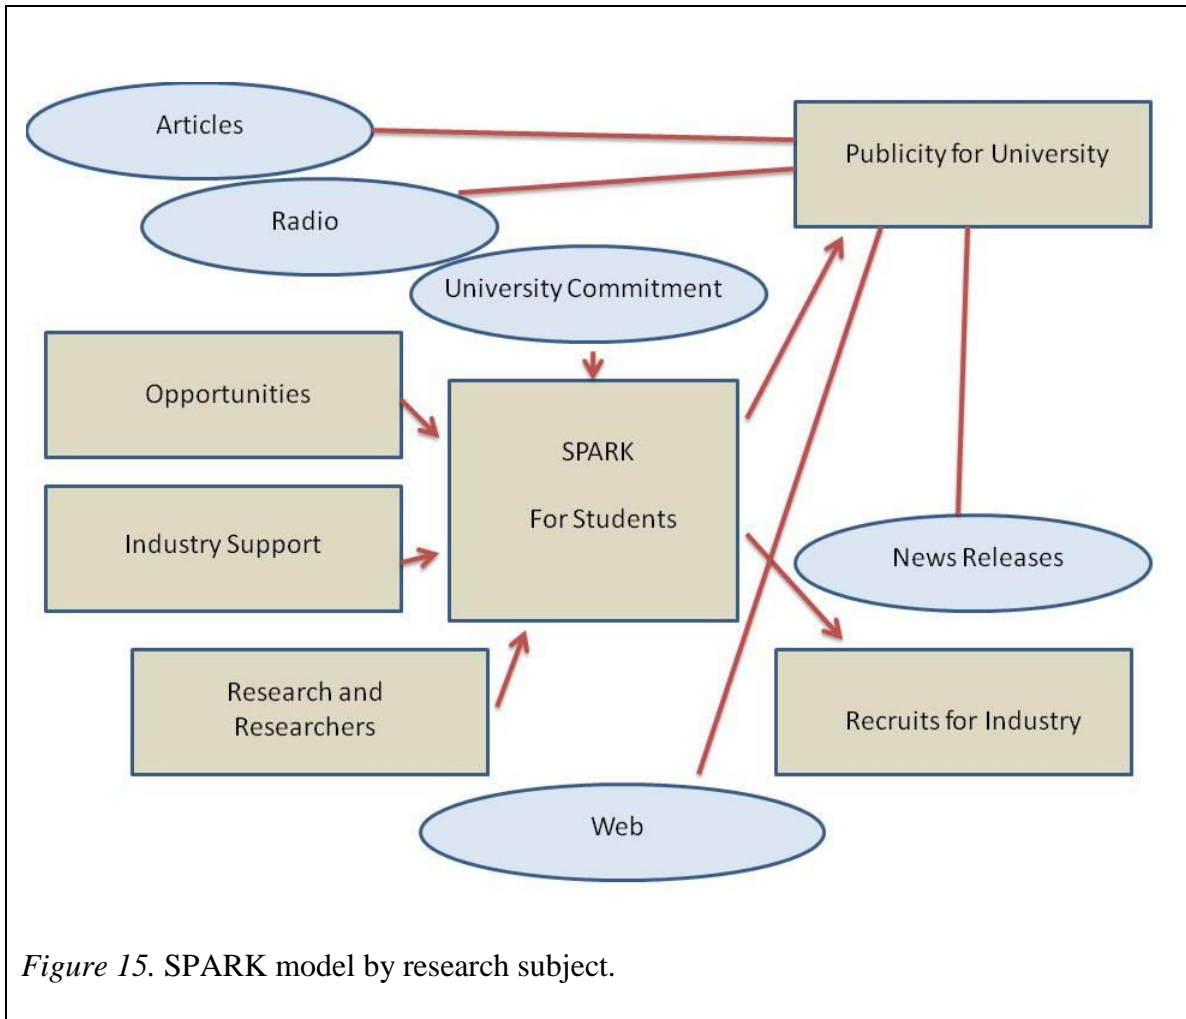 Articles
Publicity for University
Radio
University Commitment
Opportunities
SPARK
For Students
Industry Support
News Releases
Research and
Researchers
Recruits for Industry
Web
Figure 15. SPARK model by research subject.